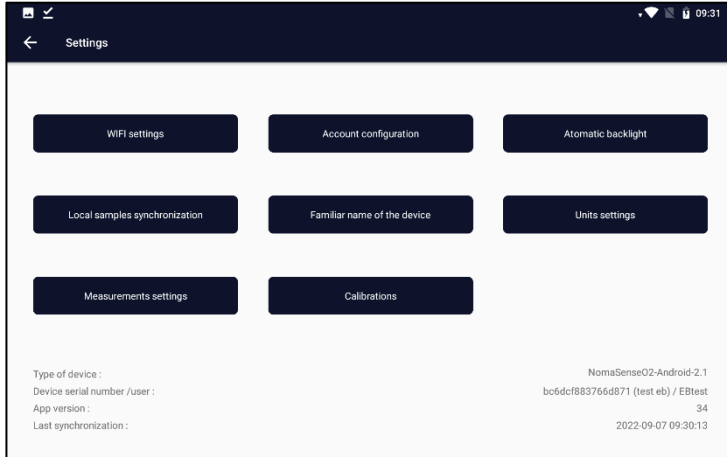 09:31
Settings
WIFI settings Account configuration Atomatic backlight
Local samples synchronization Familiar name of the device Units settings
Measurements settings Calibrations
Type of device : NomaSenseO2-Android-2.1
Device serial number /user : bc6dcf883766d871 (test eb) / EBtest
App version : 34
Last synchronization : 2022-09-07 09:30:13